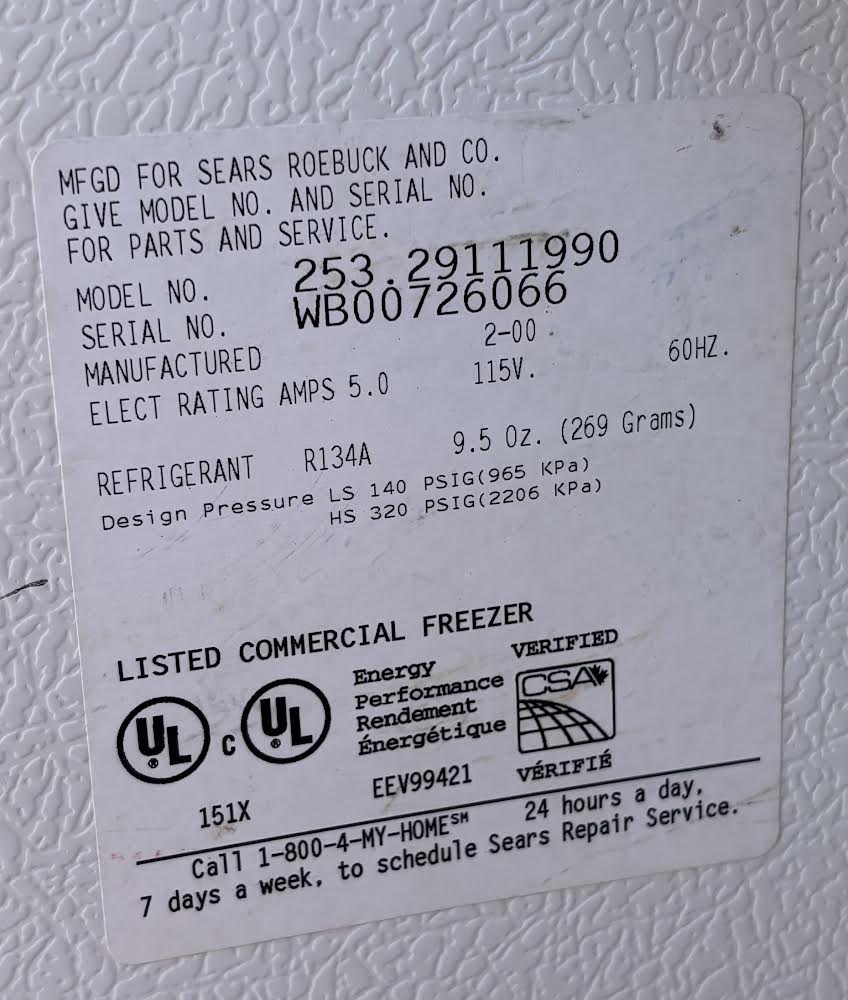 MFGD FOR SEARS ROEBUCK AND CO.
GIVE MODEL NO. AND SERIAL NO.
FOR PARTS AND SERVICE.
MODEL NO. 253.29111990
SERIAL NO. WB00726066
MANUFACTURED 2-00
ELECT RATING AMPS 5.0 115V. 60HZ.
REFRIGERANT R134A 9.5 Oz. (269 Grams)
Design Pressure LS 140 PSIG(965 KPa)
HS 320 PSIG(2206 KPa)
LISTED COMMERCIAL FREEZER
UL ® C UL ®
151X
Energy
Performance
Rendement
Énergétique
EEV99421
VERIFIED
CSA
VÉRIFIÉ
Call 1-800-4-MY-HOME℠ 24 hours a day,
7 days a week, to schedule Sears Repair Service.